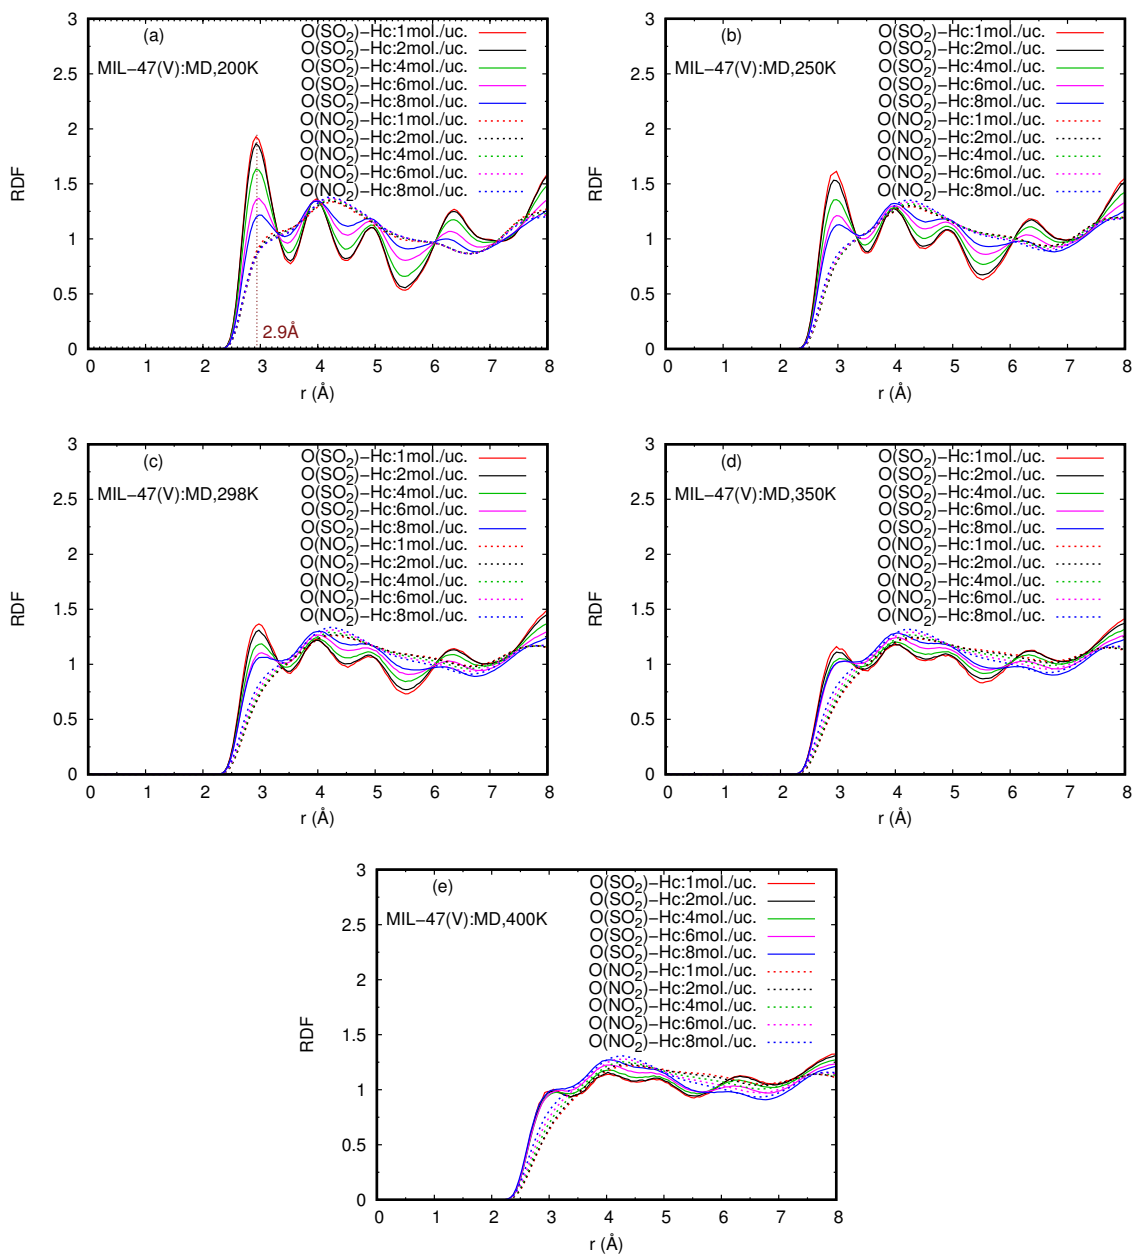 (a)
MIL−47(V):MD,200K
O(SO2)−Hc:1mol./uc.
O(SO2)−Hc:2mol./uc.
O(SO2)−Hc:4mol./uc.
O(SO2)−Hc:6mol./uc.
O(SO2)−Hc:8mol./uc.
O(NO2)−Hc:1mol./uc.
O(NO2)−Hc:2mol./uc.
O(NO2)−Hc:4mol./uc.
O(NO2)−Hc:6mol./uc.
O(NO2)−Hc:8mol./uc.
3
2.5
2
1.5
1
0.5
0
RDF
2.9Å
0 1 2 3 4 5 6 7 8
r (Å)
(b)
MIL−47(V):MD,250K
O(SO2)−Hc:1mol./uc.
O(SO2)−Hc:2mol./uc.
O(SO2)−Hc:4mol./uc.
O(SO2)−Hc:6mol./uc.
O(SO2)−Hc:8mol./uc.
O(NO2)−Hc:1mol./uc.
O(NO2)−Hc:2mol./uc.
O(NO2)−Hc:4mol./uc.
O(NO2)−Hc:6mol./uc.
O(NO2)−Hc:8mol./uc.
3
2.5
2
1.5
1
0.5
0
RDF
0 1 2 3 4 5 6 7 8
r (Å)
(c)
MIL−47(V):MD,298K
O(SO2)−Hc:1mol./uc.
O(SO2)−Hc:2mol./uc.
O(SO2)−Hc:4mol./uc.
O(SO2)−Hc:6mol./uc.
O(SO2)−Hc:8mol./uc.
O(NO2)−Hc:1mol./uc.
O(NO2)−Hc:2mol./uc.
O(NO2)−Hc:4mol./uc.
O(NO2)−Hc:6mol./uc.
O(NO2)−Hc:8mol./uc.
3
2.5
2
1.5
1
0.5
0
RDF
0 1 2 3 4 5 6 7 8
r (Å)
(d)
MIL−47(V):MD,350K
O(SO2)−Hc:1mol./uc.
O(SO2)−Hc:2mol./uc.
O(SO2)−Hc:4mol./uc.
O(SO2)−Hc:6mol./uc.
O(SO2)−Hc:8mol./uc.
O(NO2)−Hc:1mol./uc.
O(NO2)−Hc:2mol./uc.
O(NO2)−Hc:4mol./uc.
O(NO2)−Hc:6mol./uc.
O(NO2)−Hc:8mol./uc.
3
2.5
2
1.5
1
0.5
0
RDF
0 1 2 3 4 5 6 7 8
r (Å)
(e)
MIL−47(V):MD,400K
O(SO2)−Hc:1mol./uc.
O(SO2)−Hc:2mol./uc.
O(SO2)−Hc:4mol./uc.
O(SO2)−Hc:6mol./uc.
O(SO2)−Hc:8mol./uc.
O(NO2)−Hc:1mol./uc.
O(NO2)−Hc:2mol./uc.
O(NO2)−Hc:4mol./uc.
O(NO2)−Hc:6mol./uc.
O(NO2)−Hc:8mol./uc.
3
2.5
2
1.5
1
0.5
0
RDF
0 1 2 3 4 5 6 7 8
r (Å)